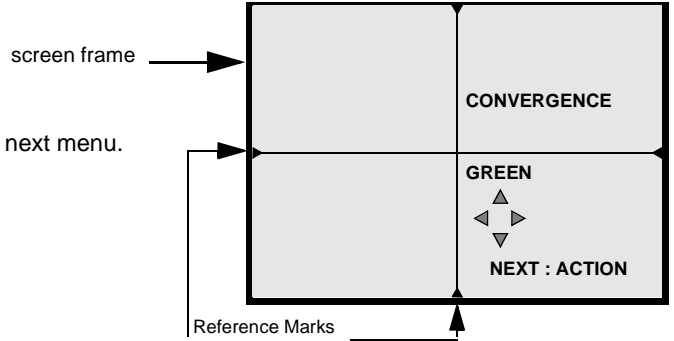 screen frame
CONVERGENCE
next menu.
GREEN
NEXT : ACTION
Reference Marks